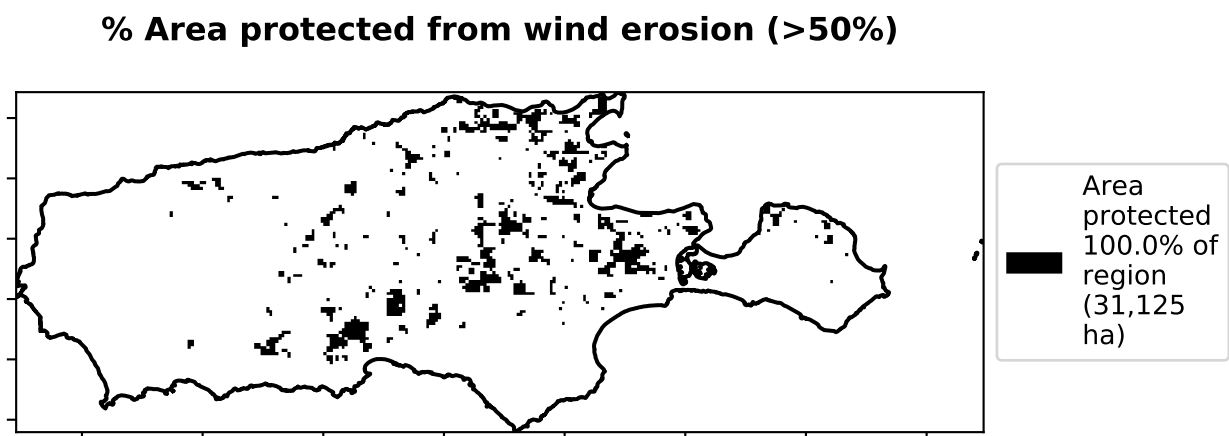 % Area protected from wind erosion (>50%)
Area
protected
100.0% of
region
(31,125
ha)